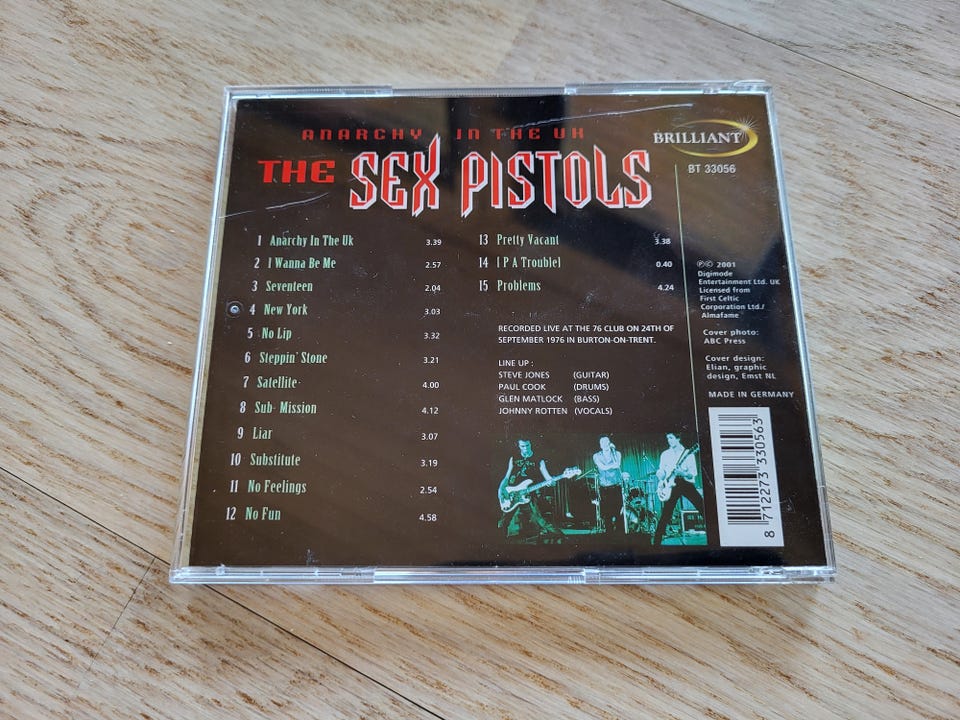 ANARCHY IN THE UK
THE SEX PISTOLS
BRILLIANT
BT 33056
1 Anarchy In The Uk 3.39
2 I Wanna Be Me 2.57
3 Seventeen 2.04
4 New York 3.03
5 No Lip 3.32
6 Steppin' Stone 3.21
7 Satellite 4.00
8 Sub- Mission 4.12
9 Liar 3.07
10 Substitute 3.19
11 No Feelings 2.54
12 No Fun 4.58
13 Pretty Vacant 3.38
14 [ P A Trouble] 0.40
15 Problems 4.24
RECORDED LIVE AT THE 76 CLUB ON 24TH OF
SEPTEMBER 1976 IN BURTON-ON-TRENT.
LINE UP :
STEVE JONES (GUITAR)
PAUL COOK (DRUMS)
GLEN MATLOCK (BASS)
JOHNNY ROTTEN (VOCALS)
℗© 2001
Digimode
Entertainment Ltd. UK
Licensed from
First Celtic
Corporation Ltd./
Almafame
Cover photo:
ABC Press
Cover design:
Elian, graphic
design, Emst NL
MADE IN GERMANY
8 712273 330563